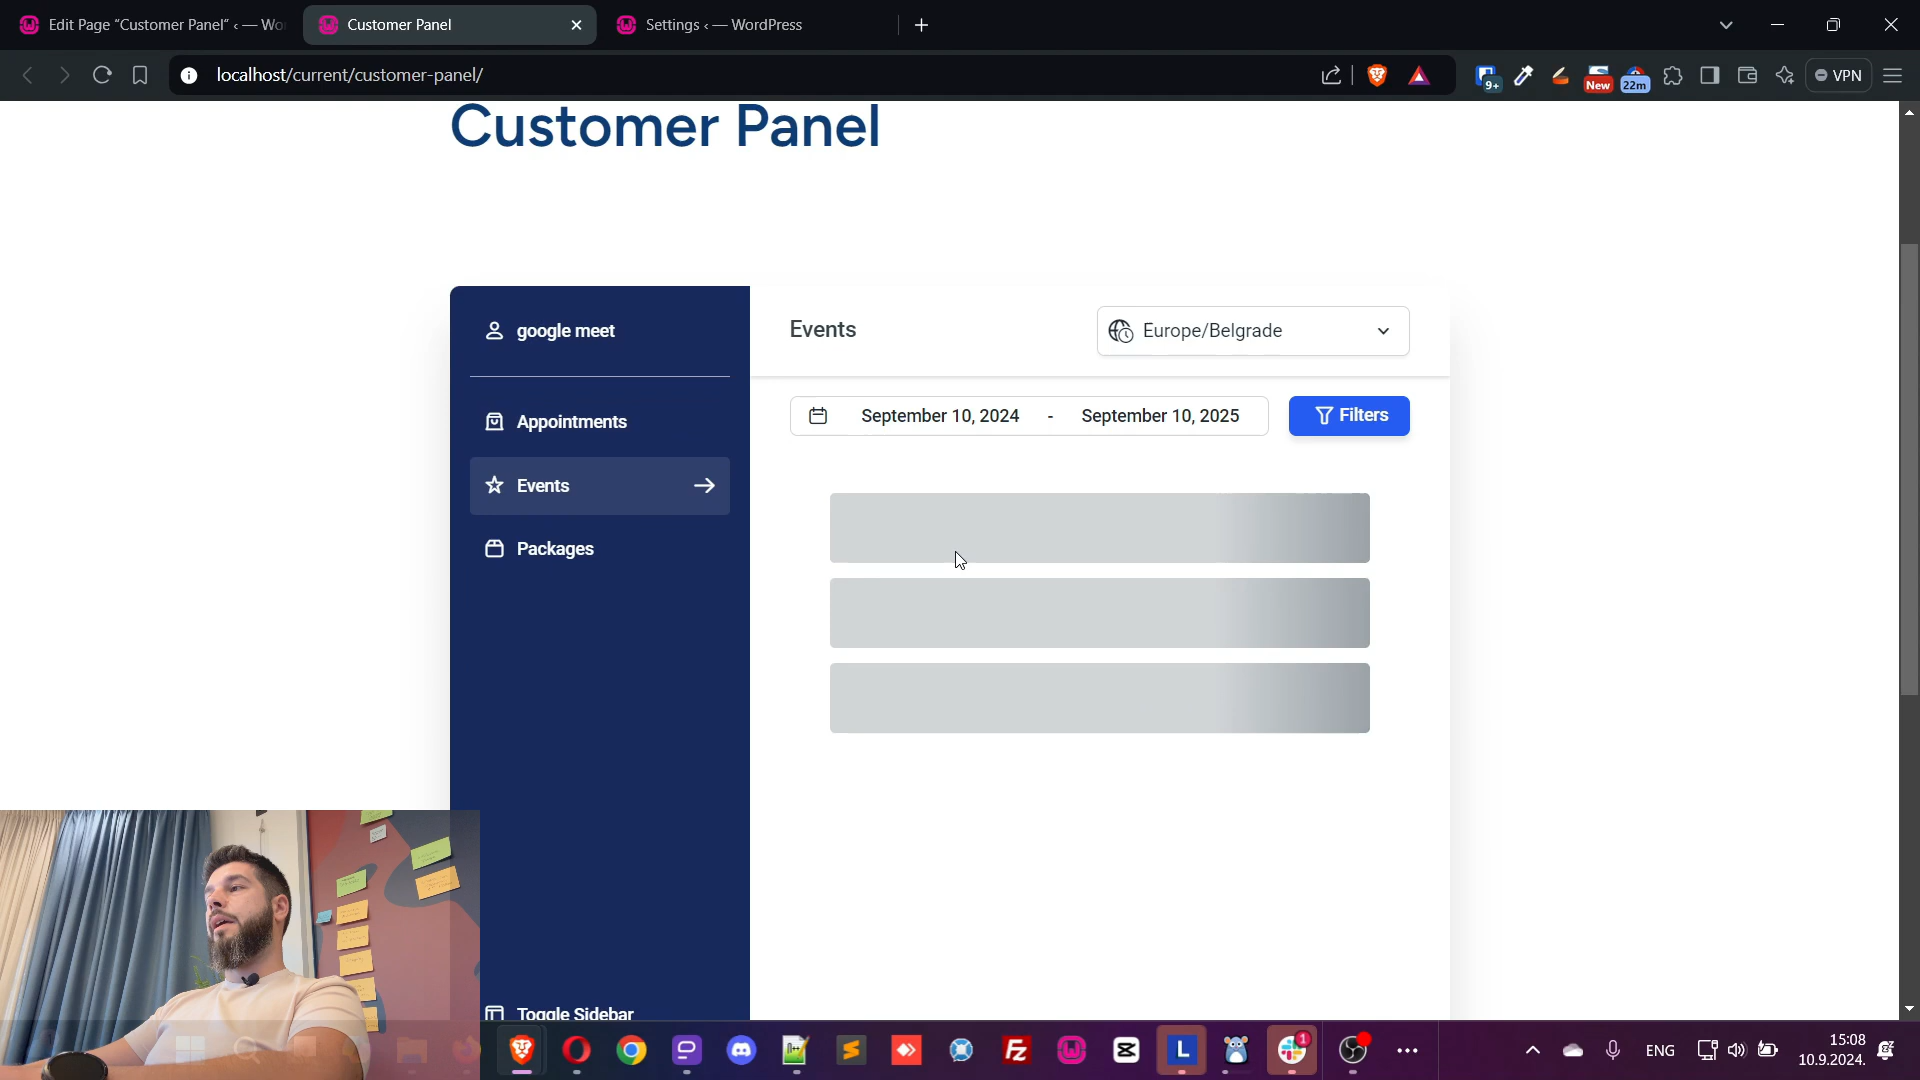 Edit Page “Customer Panel” ‹ — Wo
Customer Panel
Settings ‹ — WordPress
localhost/current/customer-panel/
9+
New
22m
VPN
Customer Panel
google meet
Events
Europe/Belgrade
Appointments
September 10, 2024 - September 10, 2025
Filters
Events
Packages
Toggle Sidebar
L
1
ENG
15:08
10.9.2024.